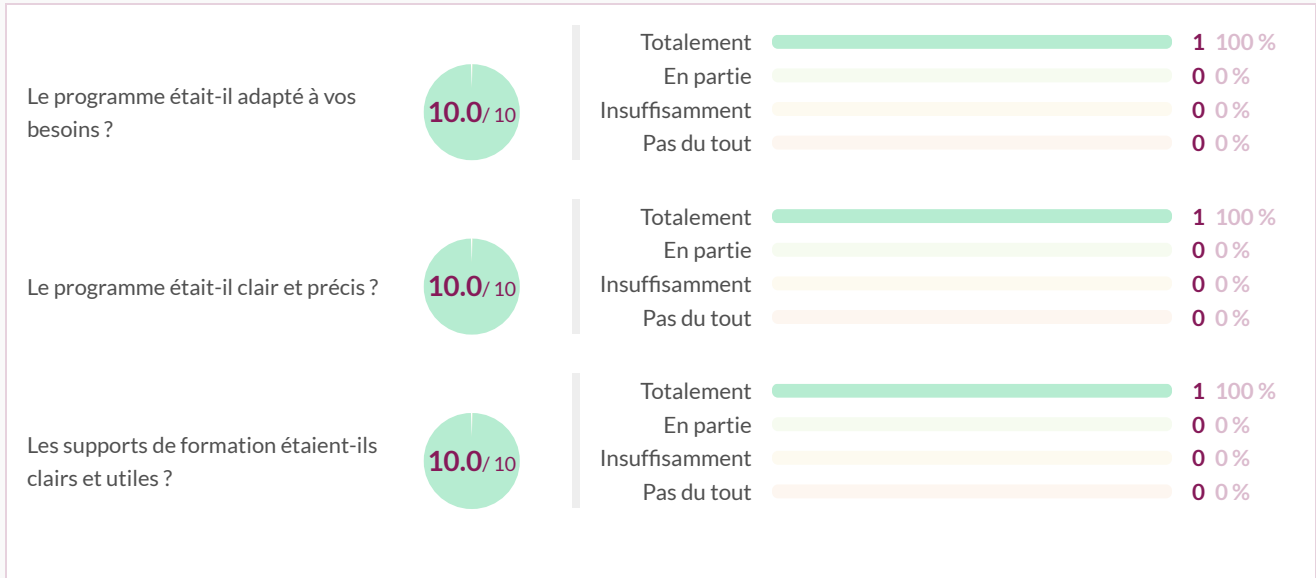 Le programme était-il adapté à vos
besoins ?
10.0/ 10
Totalement 1 100 %
En partie 0 0 %
Insuffisamment 0 0 %
Pas du tout 0 0 %
Le programme était-il clair et précis ?
10.0/ 10
Totalement 1 100 %
En partie 0 0 %
Insuffisamment 0 0 %
Pas du tout 0 0 %
Les supports de formation étaient-ils
clairs et utiles ?
10.0/ 10
Totalement 1 100 %
En partie 0 0 %
Insuffisamment 0 0 %
Pas du tout 0 0 %